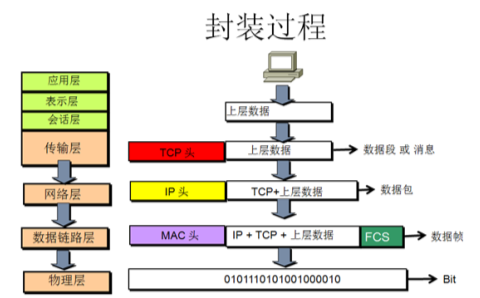 封装过程
应用层
表示层
会话层
上层数据
传输层
TCP 头
上层数据
数据段 或 消息
网络层
IP 头
TCP+上层数据
数据包
数据链路层
MAC 头
IP + TCP + 上层数据
FCS
数据帧
物理层
0101110101001000010
Bit